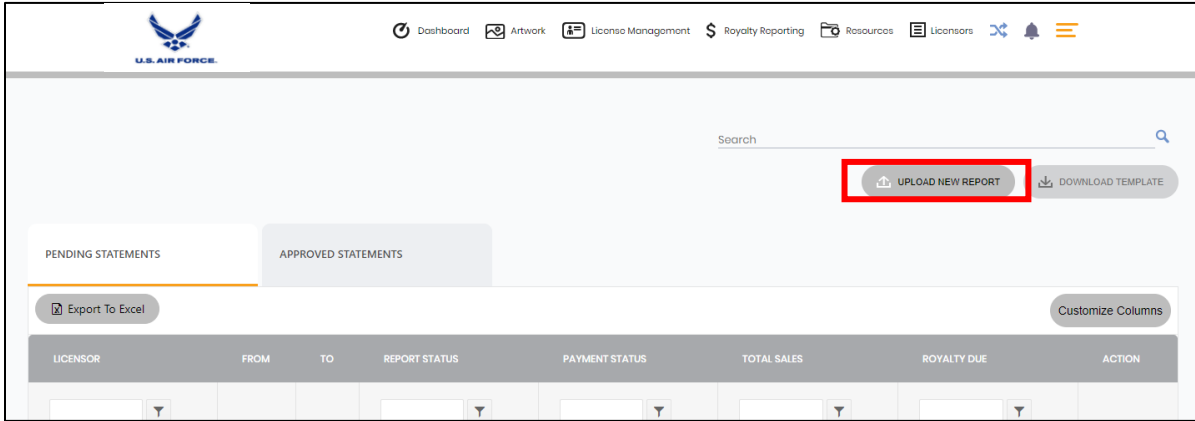 Dashboard Artwork License Management Royalty Reporting Resources Licensors
U.S. AIR FORCE.
Search
UPLOAD NEW REPORT DOWNLOAD TEMPLATE
PENDING STATEMENTS APPROVED STATEMENTS
Export To Excel Customize Columns
LICENSOR FROM TO REPORT STATUS PAYMENT STATUS TOTAL SALES ROYALTY DUE ACTION